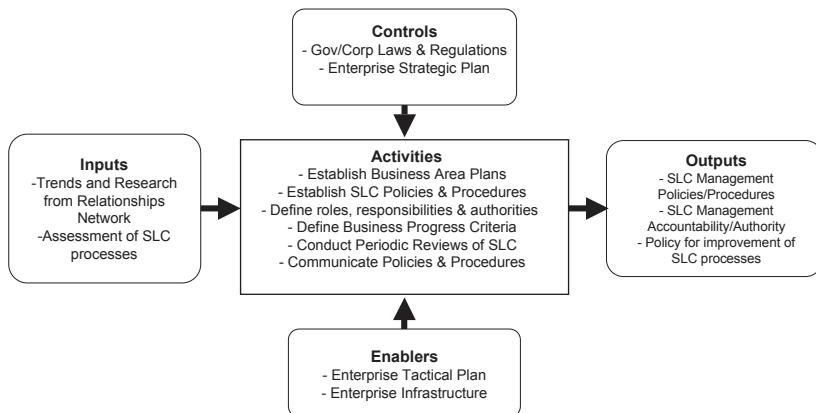 Controls
- Gov/Corp Laws & Regulations
- Enterprise Strategic Plan
Inputs
-Trends and Research
from Relationships
Network
-Assessment of SLC
processes
Activities
- Establish Business Area Plans
- Establish SLC Policies & Procedures
- Define roles, responsibilities & authorities
- Define Business Progress Criteria
- Conduct Periodic Reviews of SLC
- Communicate Policies & Procedures
Outputs
- SLC Management
Policies/Procedures
- SLC Management
Accountability/Authority
- Policy for improvement of
SLC processes
Enablers
- Enterprise Tactical Plan
- Enterprise Infrastructure